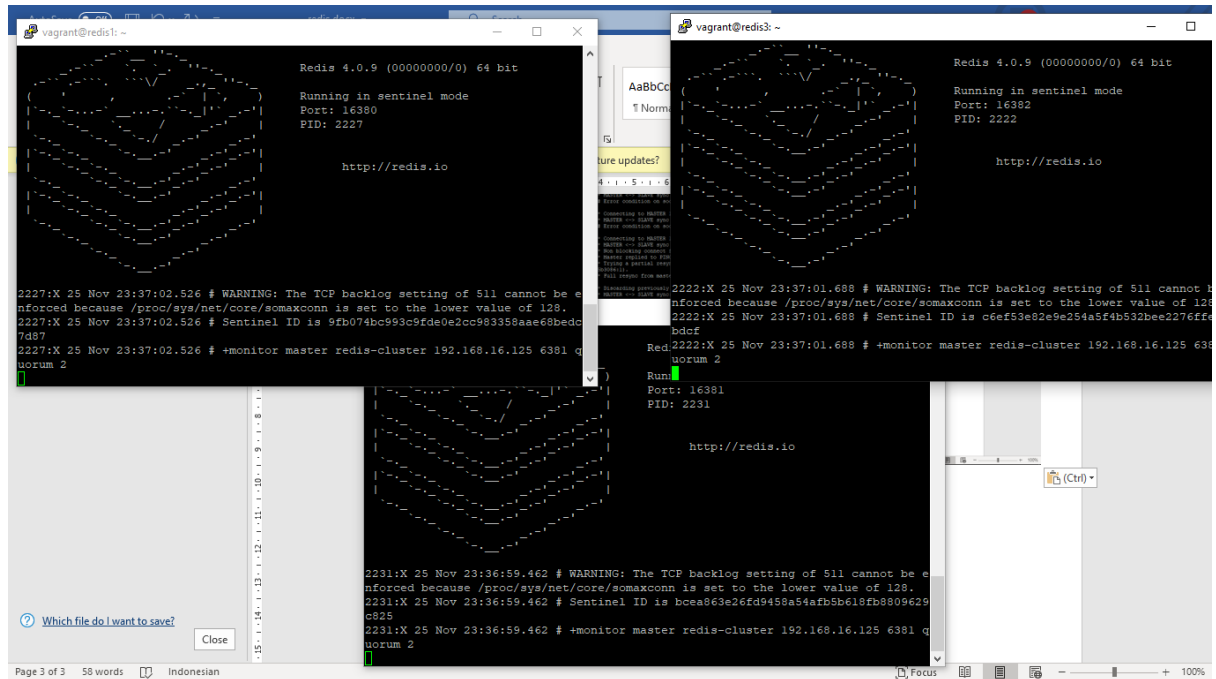 vagrant@redis1: ~
Redis 4.0.9 (00000000/0) 64 bit
Running in sentinel mode
Port: 16380
PID: 2227
http://redis.io
2227:X 25 Nov 23:37:02.526 # WARNING: The TCP backlog setting of 511 cannot be e
nforced because /proc/sys/net/core/somaxconn is set to the lower value of 128.
2227:X 25 Nov 23:37:02.526 # Sentinel ID is 9fb074bc993c9fde0e2cc983358aae68bedc
7d87
2227:X 25 Nov 23:37:02.526 # +monitor master redis-cluster 192.168.16.125 6381 q
uorum 2
vagrant@redis3: ~
Redis 4.0.9 (00000000/0) 64 bit
Running in sentinel mode
Port: 16382
PID: 2222
http://redis.io
2222:X 25 Nov 23:37:01.688 # WARNING: The TCP backlog setting of 511 cannot b
nforced because /proc/sys/net/core/somaxconn is set to the lower value of 128
2222:X 25 Nov 23:37:01.688 # Sentinel ID is c6ef53e82e9e254a5f4b532bee2276ffe
bdcf
2222:X 25 Nov 23:37:01.688 # +monitor master redis-cluster 192.168.16.125 638
uorum 2
AaBbCc
¶ Norma
ture updates?
Red
Runn
Port: 16381
PID: 2231
http://redis.io
2231:X 25 Nov 23:36:59.462 # WARNING: The TCP backlog setting of 511 cannot be e
nforced because /proc/sys/net/core/somaxconn is set to the lower value of 128.
2231:X 25 Nov 23:36:59.462 # Sentinel ID is bcea863e26fd9458a54afb5b618fb8809629
c825
2231:X 25 Nov 23:36:59.462 # +monitor master redis-cluster 192.168.16.125 6381 q
uorum 2
(Ctrl)
Which file do I want to save?
Close
Page 3 of 3 58 words Indonesian
Focus
100%